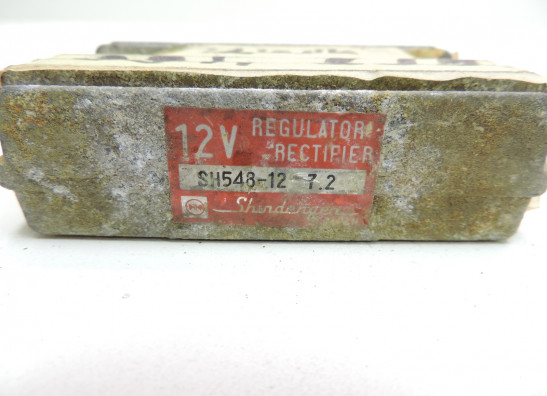 12V REGULATOR
RECTIFIER
SH548-12 7.2
Shindengen